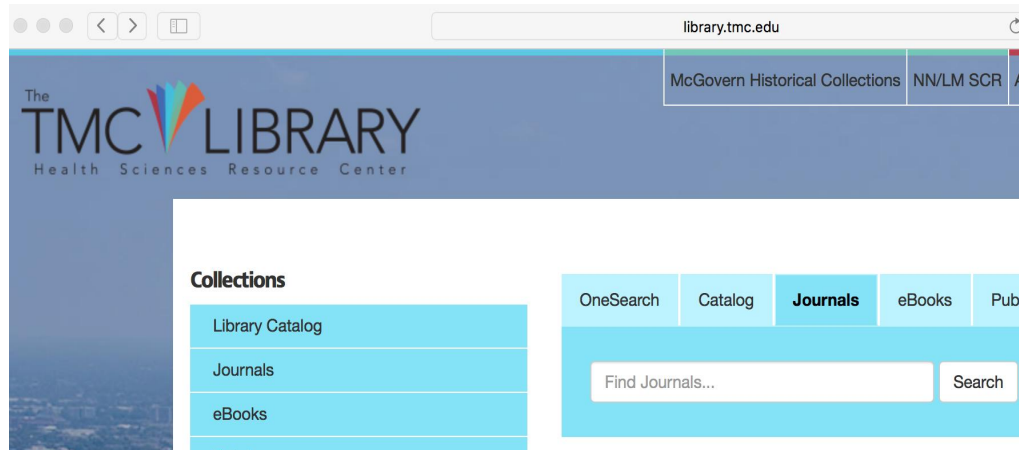 library.tmc.edu
McGovern Historical Collections NN/LM SCR
The
TMC LIBRARY
Health Sciences Resource Center
Collections
Library Catalog
Journals
eBooks
OneSearch Catalog Journals eBooks Pub
Find Journals... Search